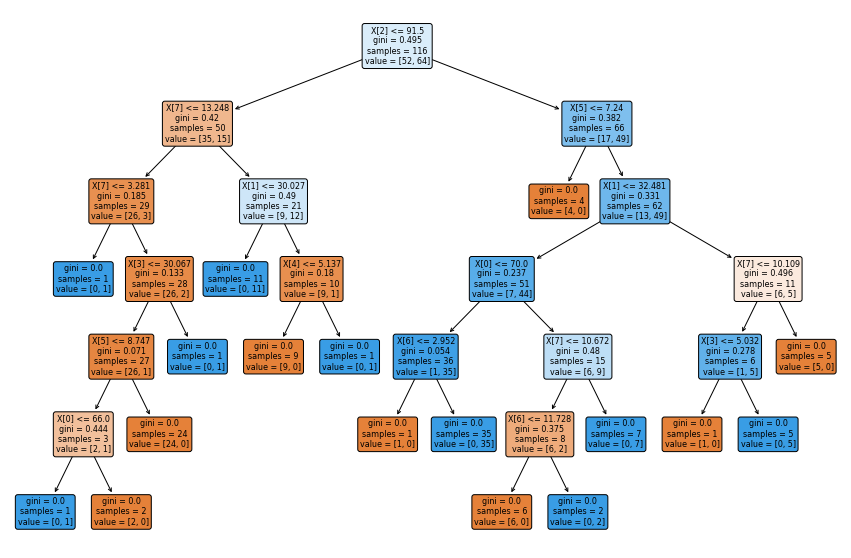 X[2] <= 91.5
gini = 0.495
samples = 116
value = [52, 64]
X[7] <= 13.248
gini = 0.42
samples = 50
value = [35, 15]
X[5] <= 7.24
gini = 0.382
samples = 66
value = [17, 49]
X[7] <= 3.281
gini = 0.185
samples = 29
value = [26, 3]
X[1] <= 30.027
gini = 0.49
samples = 21
value = [9, 12]
gini = 0.0
samples = 4
value = [4, 0]
X[1] <= 32.481
gini = 0.331
samples = 62
value = [13, 49]
gini = 0.0
samples = 1
value = [0, 1]
X[3] <= 30.067
gini = 0.133
samples = 28
value = [26, 2]
gini = 0.0
samples = 11
value = [0, 11]
X[4] <= 5.137
gini = 0.18
samples = 10
value = [9, 1]
X[0] <= 70.0
gini = 0.237
samples = 51
value = [7, 44]
X[7] <= 10.109
gini = 0.496
samples = 11
value = [6, 5]
X[5] <= 8.747
gini = 0.071
samples = 27
value = [26, 1]
gini = 0.0
samples = 1
value = [0, 1]
gini = 0.0
samples = 9
value = [9, 0]
gini = 0.0
samples = 1
value = [0, 1]
X[6] <= 2.952
gini = 0.054
samples = 36
value = [1, 35]
X[7] <= 10.672
gini = 0.48
samples = 15
value = [6, 9]
X[3] <= 5.032
gini = 0.278
samples = 6
value = [1, 5]
gini = 0.0
samples = 5
value = [5, 0]
X[0] <= 66.0
gini = 0.444
samples = 3
value = [2, 1]
gini = 0.0
samples = 24
value = [24, 0]
gini = 0.0
samples = 1
value = [1, 0]
gini = 0.0
samples = 35
value = [0, 35]
X[6] <= 11.728
gini = 0.375
samples = 8
value = [6, 2]
gini = 0.0
samples = 7
value = [0, 7]
gini = 0.0
samples = 1
value = [1, 0]
gini = 0.0
samples = 5
value = [0, 5]
gini = 0.0
samples = 1
value = [0, 1]
gini = 0.0
samples = 2
value = [2, 0]
gini = 0.0
samples = 6
value = [6, 0]
gini = 0.0
samples = 2
value = [0, 2]